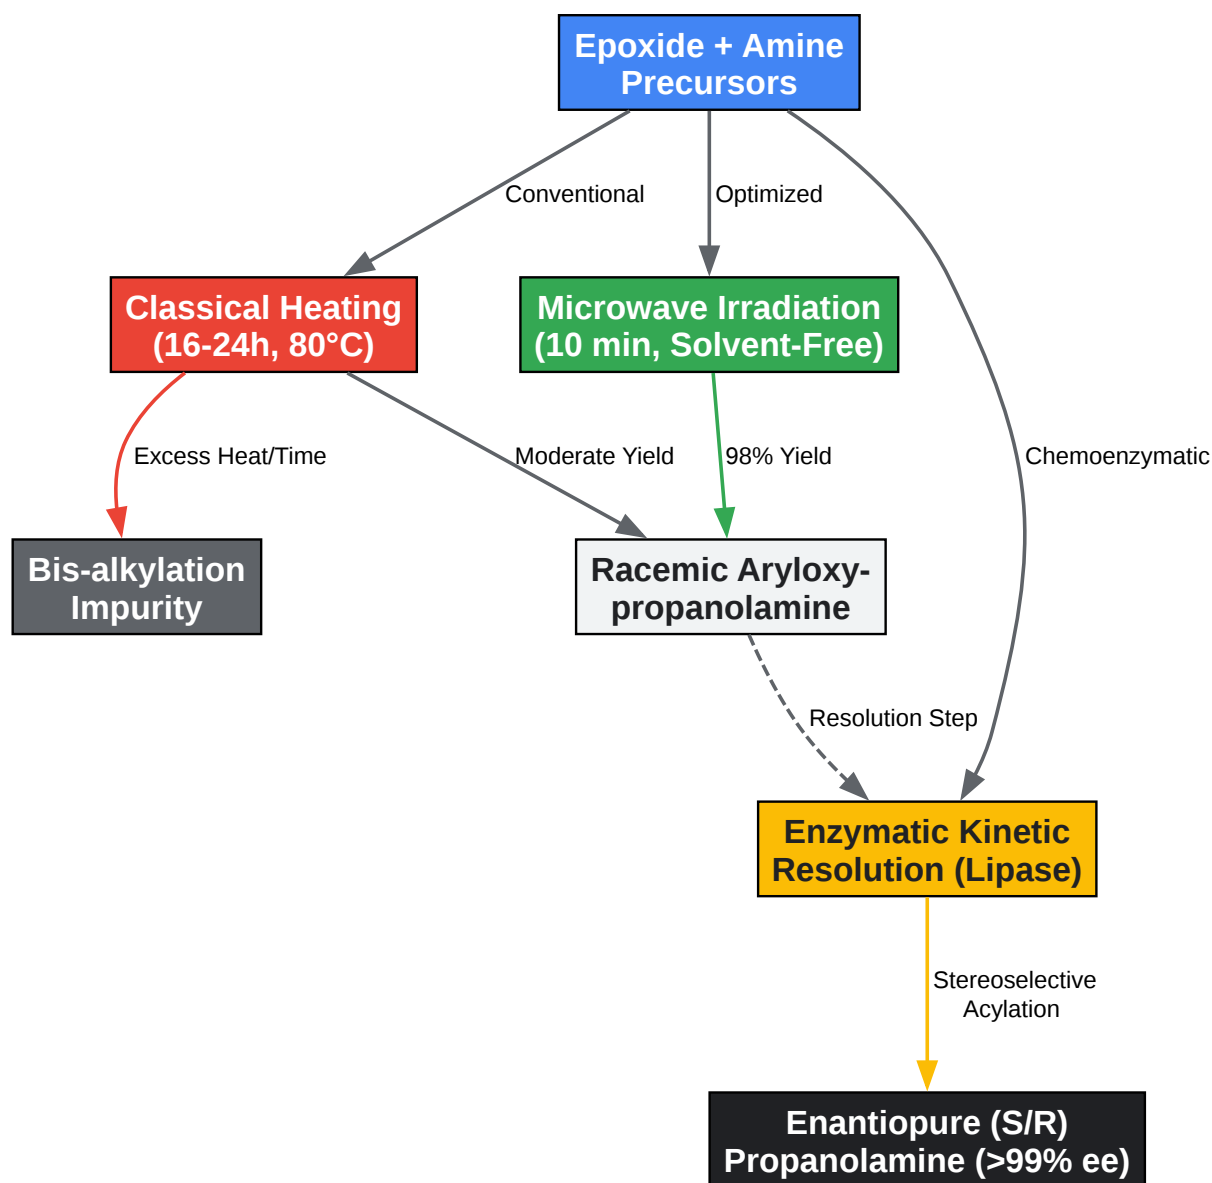 Epoxide + Amine
Precursors
Conventional
Optimized
Classical Heating
(16-24h, 80°C)
Microwave Irradiation
(10 min, Solvent-Free)
Excess Heat/Time
Moderate Yield
98% Yield
Chemoenzymatic
Bis-alkylation
Impurity
Racemic Aryloxy-
propanolamine
Resolution Step
Enzymatic Kinetic
Resolution (Lipase)
Stereoselective
Acylation
Enantiopure (S/R)
Propanolamine (>99% ee)